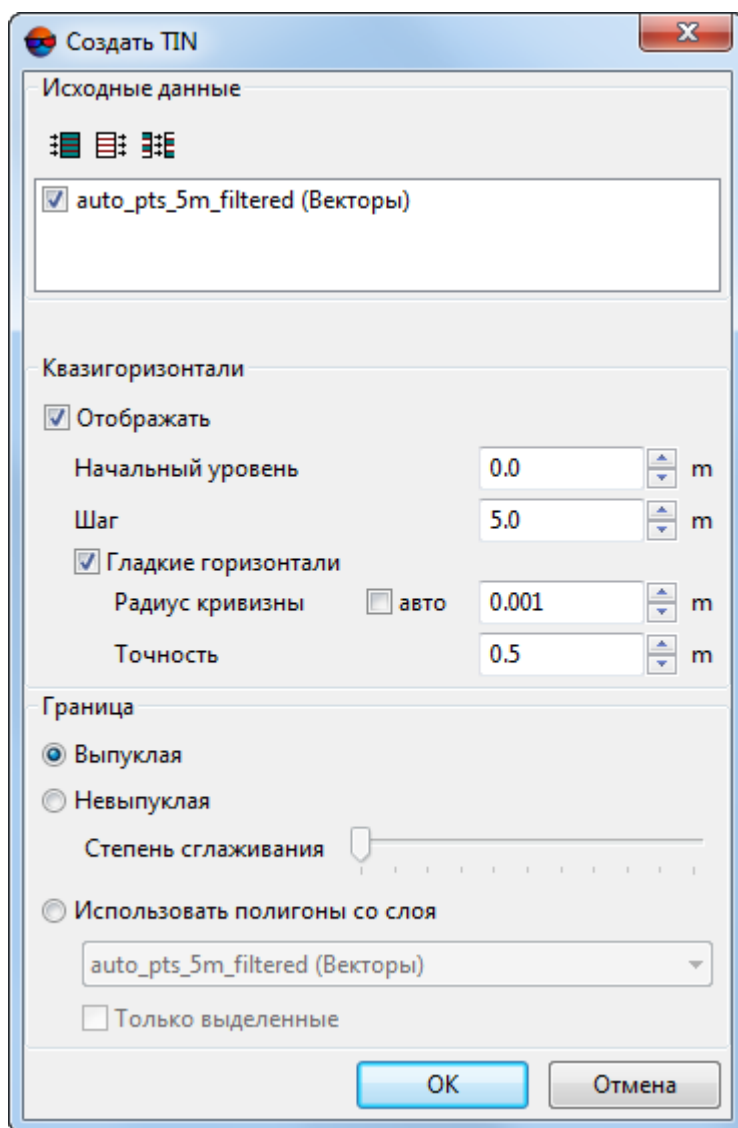 Создать TIN
Исходные данные
auto_pts_5m_filtered (Векторы)
Квазигоризонтали
Отображать
Начальный уровень 0.0 m
Шаг 5.0 m
Гладкие горизонтали
Радиус кривизны авто 0.001 m
Точность 0.5 m
Граница
Выпуклая
Невыпуклая
Степень сглаживания
Использовать полигоны со слоя
auto_pts_5m_filtered (Векторы)
Только выделенные
OK Отмена